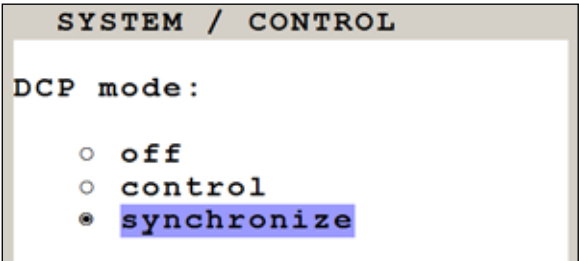 SYSTEM / CONTROL
DCP mode:
off
control
synchronize